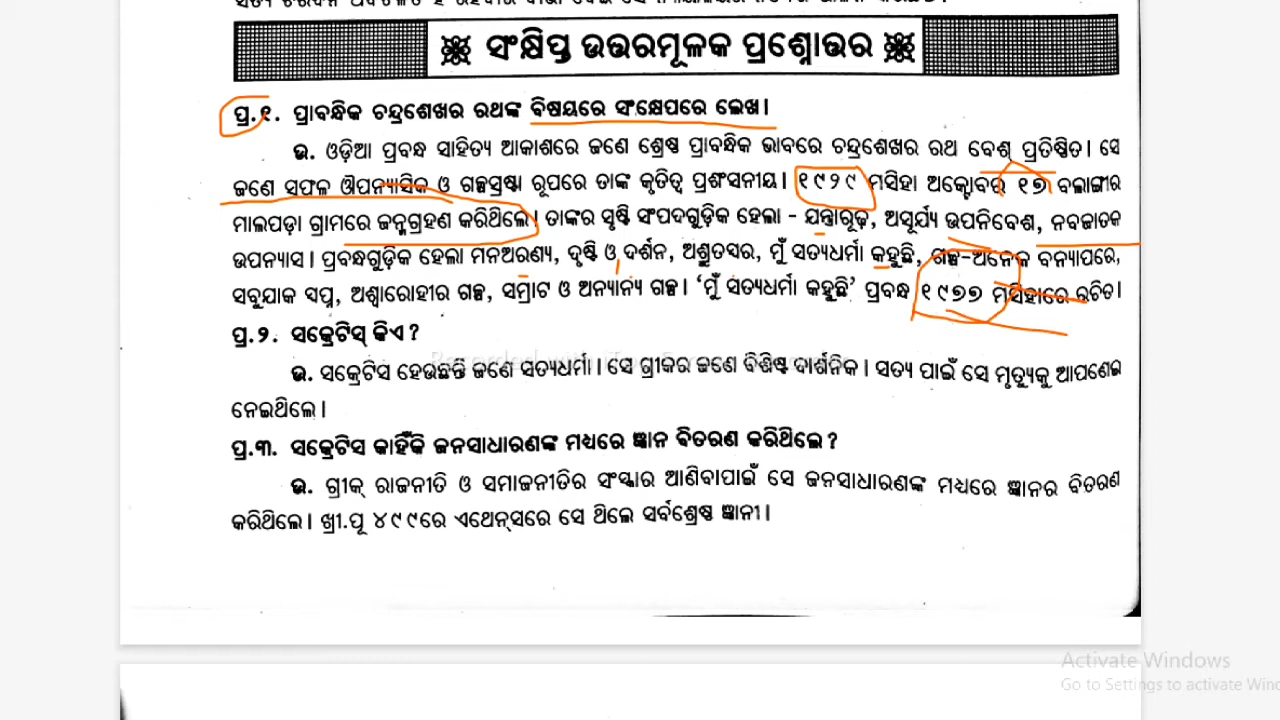 ସଂକ୍ଷିପ୍ତ ଉତ୍ତରମୂଳକ ପ୍ରଶ୍ନୋତ୍ତର
ପ୍ର.୧. ପ୍ରାବନ୍ଧିକ ଚନ୍ଦ୍ରଶେଖର ରଥଙ୍କ ବିଷୟରେ ସଂକ୍ଷେପରେ ଲେଖ।
ଉ. ଓଡ଼ିଆ ପ୍ରବନ୍ଧ ସାହିତ୍ୟ ଆକାଶରେ ଜଣେ ଶ୍ରେଷ୍ଠ ପ୍ରାବନ୍ଧିକ ଭାବରେ ଚନ୍ଦ୍ରଶେଖର ରଥ ବେଶ୍ ପ୍ରତିଷ୍ଠିତ। ସେ
ଜଣେ ସଫଳ ଔପନ୍ୟାସିକ ଓ ଗଳ୍ପସ୍ରଷ୍ଟା ରୂପରେ ତାଙ୍କ କୃତିତ୍ୱ ପ୍ରଶଂସନୀୟ। ୧୯୨୯ ମସିହା ଅକ୍ଟୋବର ୧୭ ବଲାଙ୍ଗୀର
ମାଲପଡ଼ା ଗ୍ରାମରେ ଜନ୍ମଗ୍ରହଣ କରିଥିଲେ। ତାଙ୍କର ସୃଷ୍ଟି ସଂପଦଗୁଡ଼ିକ ହେଲା - ଯନ୍ତ୍ରାରୂଢ଼, ଅସୂର୍ଯ୍ୟ ଉପନିବେଶ, ନବଜାତକ
ଉପନ୍ୟାସ। ପ୍ରବନ୍ଧଗୁଡ଼ିକ ହେଲା ମନଅରଣ୍ୟ, ଦୃଷ୍ଟି ଓ ଦର୍ଶନ, ଅଶ୍ରୁତସ୍ୱର, ମୁଁ ସତ୍ୟଧର୍ମା କହୁଛି, ଗଳ୍ପ-ଅନେକ ବନ୍ୟାପରେ,
ସବୁଯାକ ସପ୍ନ, ଅଶ୍ୱାରୋହୀର ଗଳ୍ପ, ସମ୍ରାଟ ଓ ଅନ୍ୟାନ୍ୟ ଗଳ୍ପ। 'ମୁଁ ସତ୍ୟଧର୍ମା କହୁଛି' ପ୍ରବନ୍ଧ ୧୯୭୭ ମସିହାରେ ରଚିତ।
ପ୍ର.୨. ସକ୍ରେଟିସ୍ କିଏ?
ଉ. ସକ୍ରେଟିସ ହେଉଛନ୍ତି ଜଣେ ସତ୍ୟଧର୍ମା। ସେ ଗ୍ରୀକର ଜଣେ ବିଶିଷ୍ଟ ଦାର୍ଶନିକ। ସତ୍ୟ ପାଇଁ ସେ ମୃତ୍ୟୁକୁ ଆପଣେଇ
ନେଇଥିଲେ।
ପ୍ର.୩. ସକ୍ରେଟିସ କାହିଁକି ଜନସାଧାରଣଙ୍କ ମଧ୍ୟରେ ଜ୍ଞାନ ବିତରଣ କରିଥିଲେ?
ଉ. ଗ୍ରୀକ୍ ରାଜନୀତି ଓ ସମାଜନୀତିର ସଂସ୍କାର ଆଣିବାପାଇଁ ସେ ଜନସାଧାରଣଙ୍କ ମଧ୍ୟରେ ଜ୍ଞାନର ବିତରଣ
କରିଥିଲେ। ଖ୍ରୀ.ପୂ ୪୯୯ରେ ଏଥେନ୍ସରେ ସେ ଥିଲେ ସର୍ବଶ୍ରେଷ୍ଠ ଜ୍ଞାନୀ।
Activate Windows
Go to Settings to activate Wind